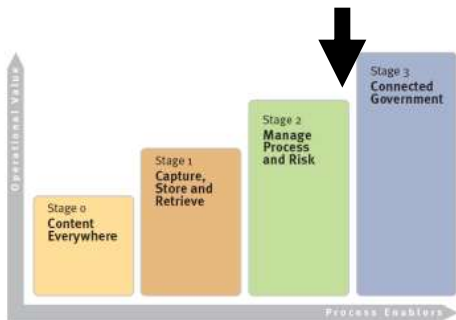 Operational Value
Stage 0
Content
Everywhere
Stage 1
Capture,
Store and
Retrieve
Stage 2
Manage
Process
and Risk
Stage 3
Connected
Government
Process Enablers